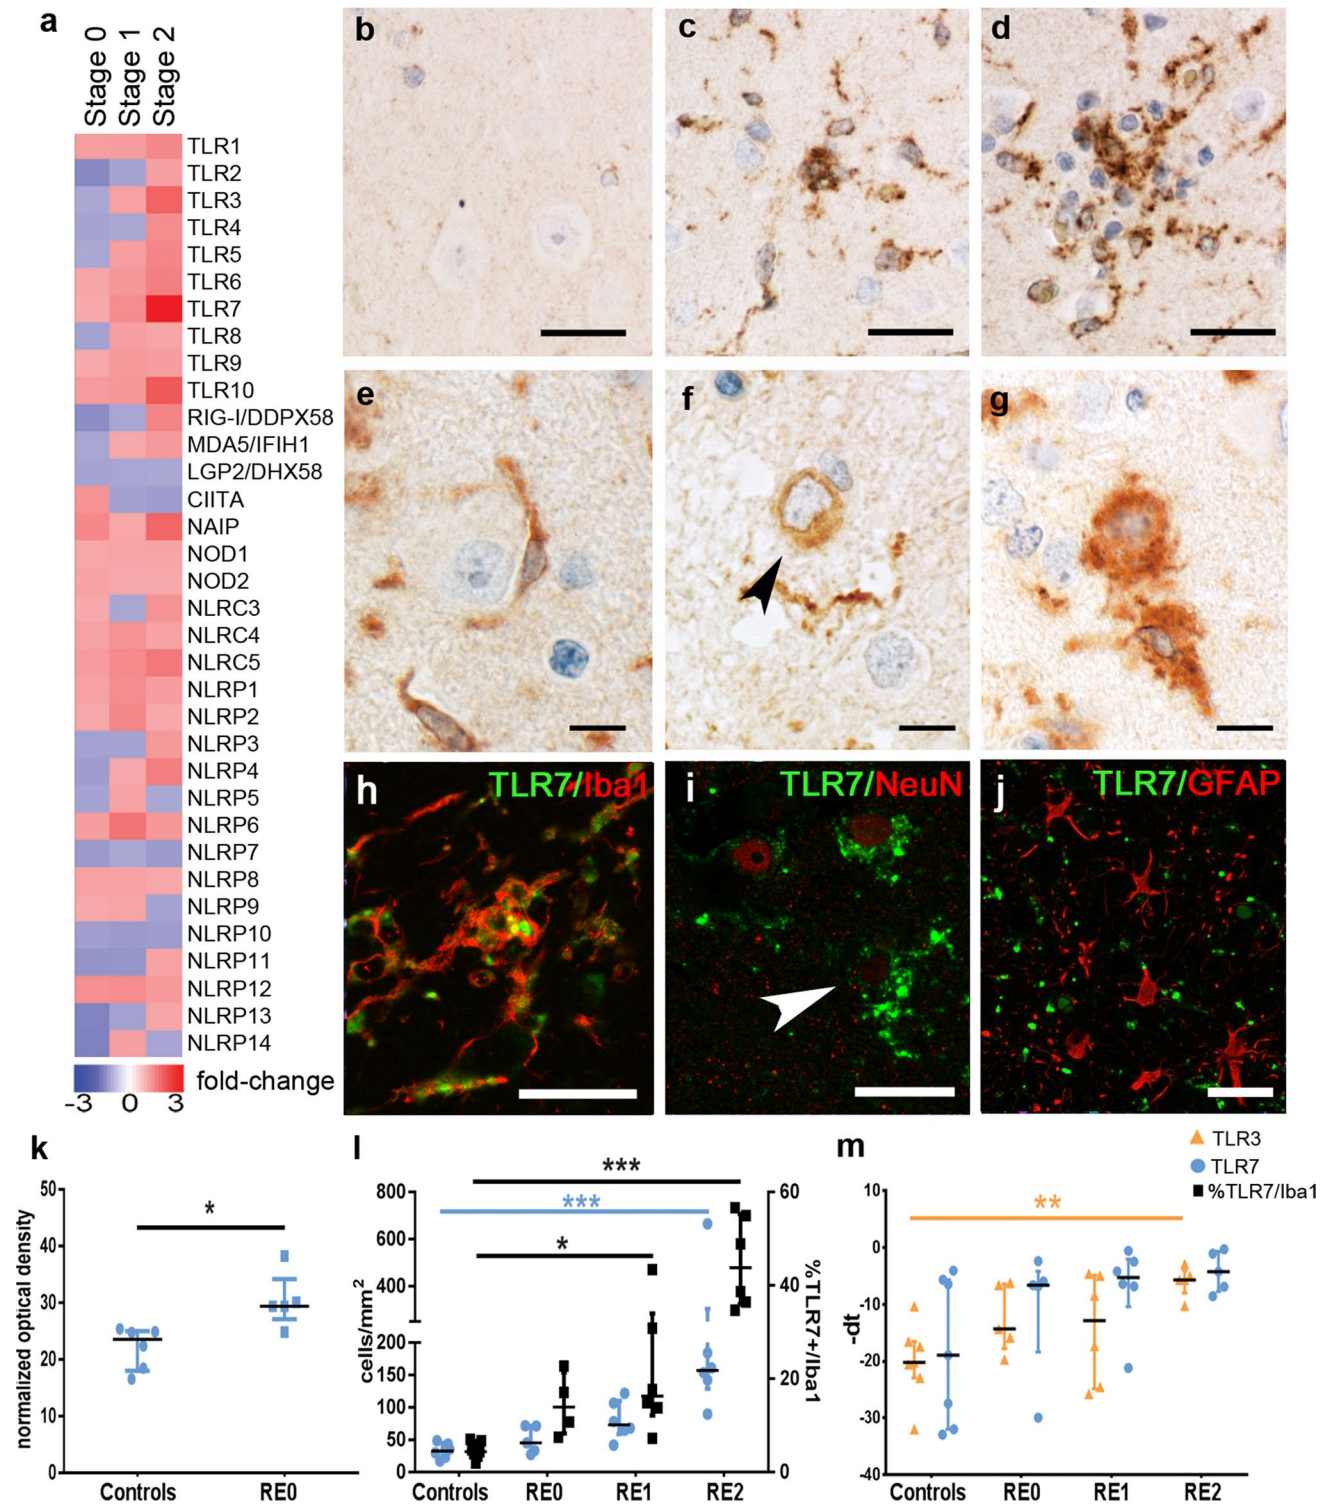 a
Stage 0
Stage 1
Stage 2
TLR1
TLR2
TLR3
TLR4
TLR5
TLR6
TLR7
TLR8
TLR9
TLR10
RIG-I/DDPX58
MDA5/IFIH1
LGP2/DHX58
CIITA
NAIP
NOD1
NOD2
NLRC3
NLRC4
NLRC5
NLRP1
NLRP2
NLRP3
NLRP4
NLRP5
NLRP6
NLRP7
NLRP8
NLRP9
NLRP10
NLRP11
NLRP12
NLRP13
NLRP14
fold-change
-3 0 3
b
c
d
e
f
g
h TLR7/Iba1
i TLR7/NeuN
j TLR7/GFAP
k
normalized optical density
50
40
30
20
10
0
*
Controls RE0
l
cells/mm2
800
600
400
200
150
100
50
0
***
***
*
60
40
20
0
%TLR7+/Iba1
Controls RE0 RE1 RE2
m
TLR3
TLR7
%TLR7/Iba1
-dt
10
0
-10
-20
-30
-40
**
Controls RE0 RE1 RE2